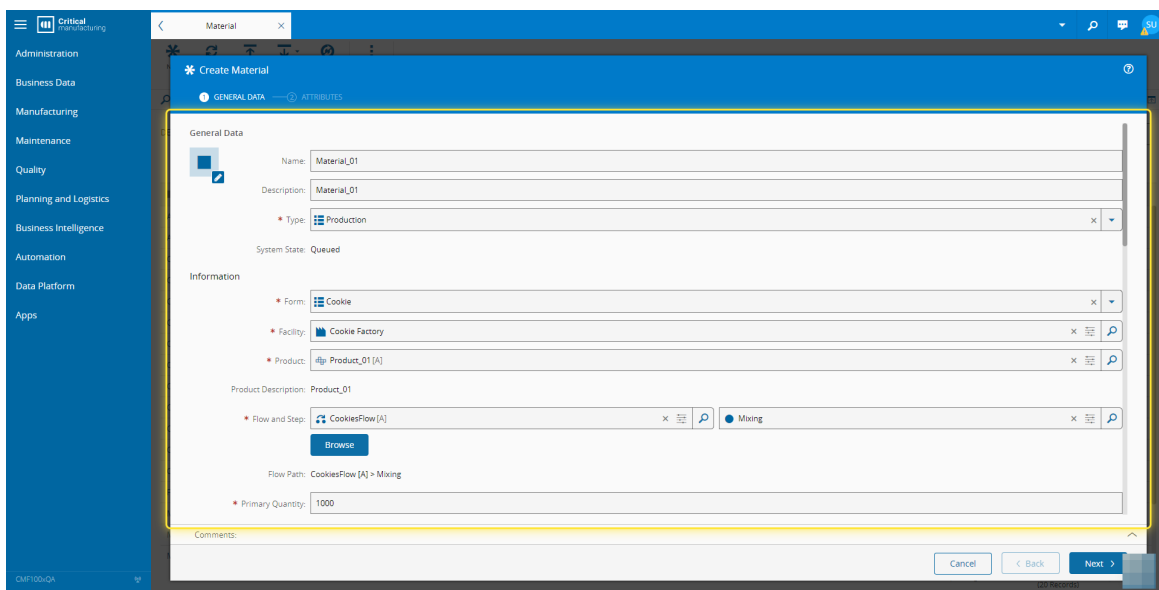 Critical
manufacturing
Material
SU
Administration
Business Data
Manufacturing
Maintenance
Quality
Planning and Logistics
Business Intelligence
Automation
Data Platform
Apps
CMF100xQA
Create Material
1 GENERAL DATA 2 ATTRIBUTES
General Data
Name: Material_01
Description: Material_01
* Type: Production
System State: Queued
Information
* Form: Cookie
* Facility: Cookie Factory
* Product: Product_01 [A]
Product Description: Product_01
* Flow and Step: CookiesFlow [A] Mixing
Browse
Flow Path: CookiesFlow [A] > Mixing
* Primary Quantity: 1000
Comments:
Cancel < Back Next >
(20 Records)